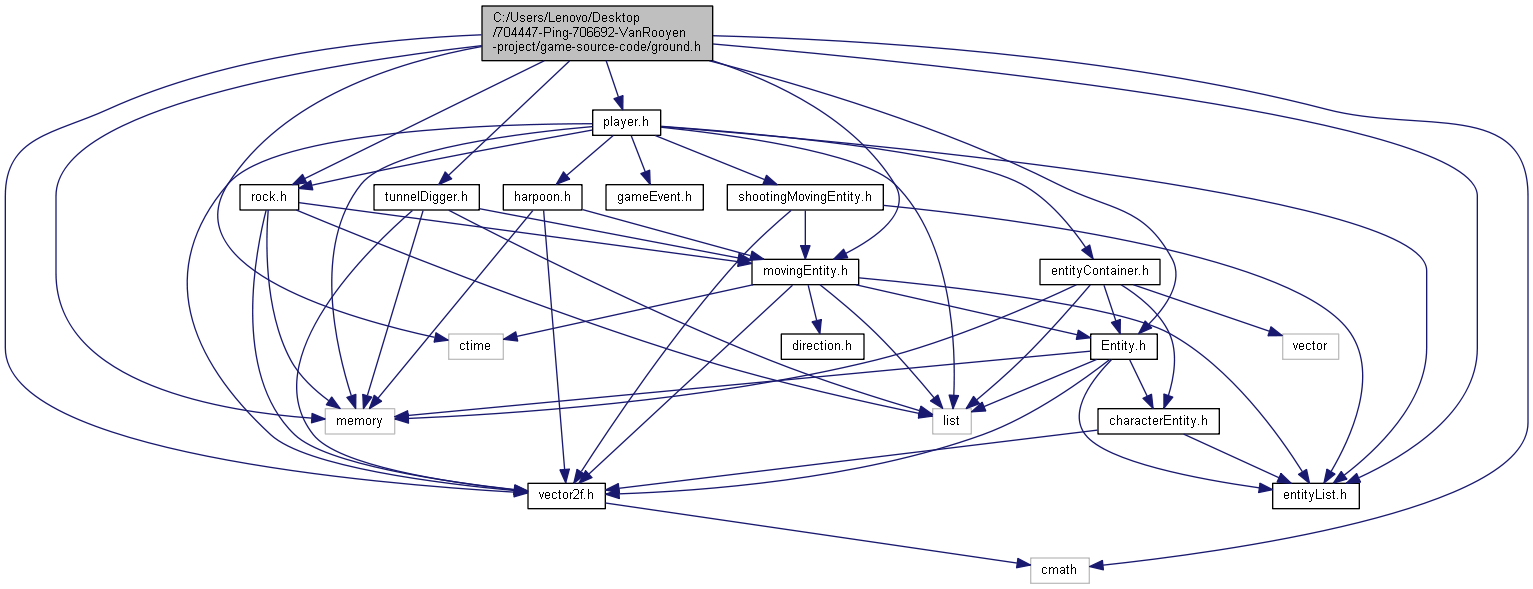 C:/Users/Lenovo/Desktop
/704447-Ping-706692-VanRooyen
-project/game-source-code/ground.h
player.h
rock.h
tunnelDigger.h
harpoon.h
gameEvent.h
shootingMovingEntity.h
movingEntity.h
entityContainer.h
ctime
direction.h
Entity.h
vector
memory
list
characterEntity.h
vector2f.h
entityList.h
cmath